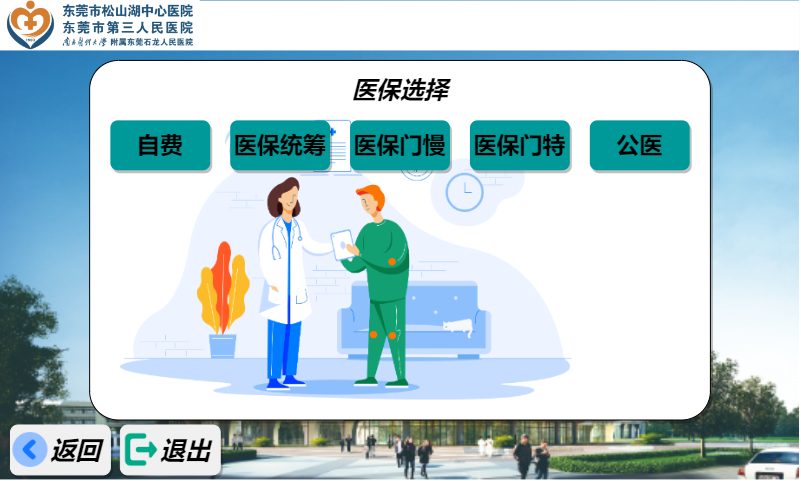 东莞市松山湖中心医院
东莞市第三人民医院
南方医科大学 附属东莞石龙人民医院
医保选择
自费
医保统筹
医保门慢
医保门特
公医
返回
退出